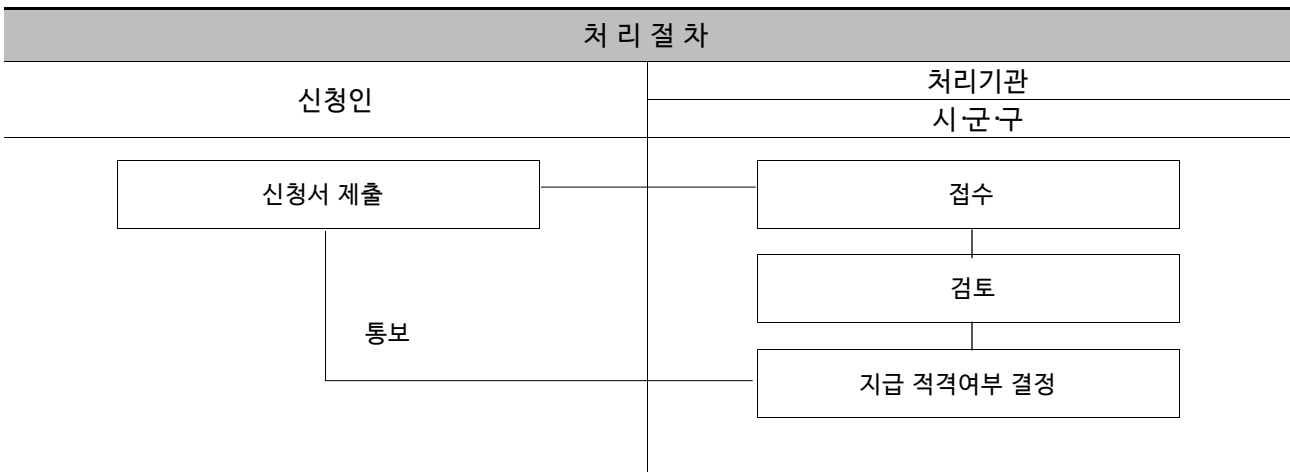 처 리 절 차
신청인
처리기관
시·군·구
신청서 제출
접수
검토
통보
지급 적격여부 결정